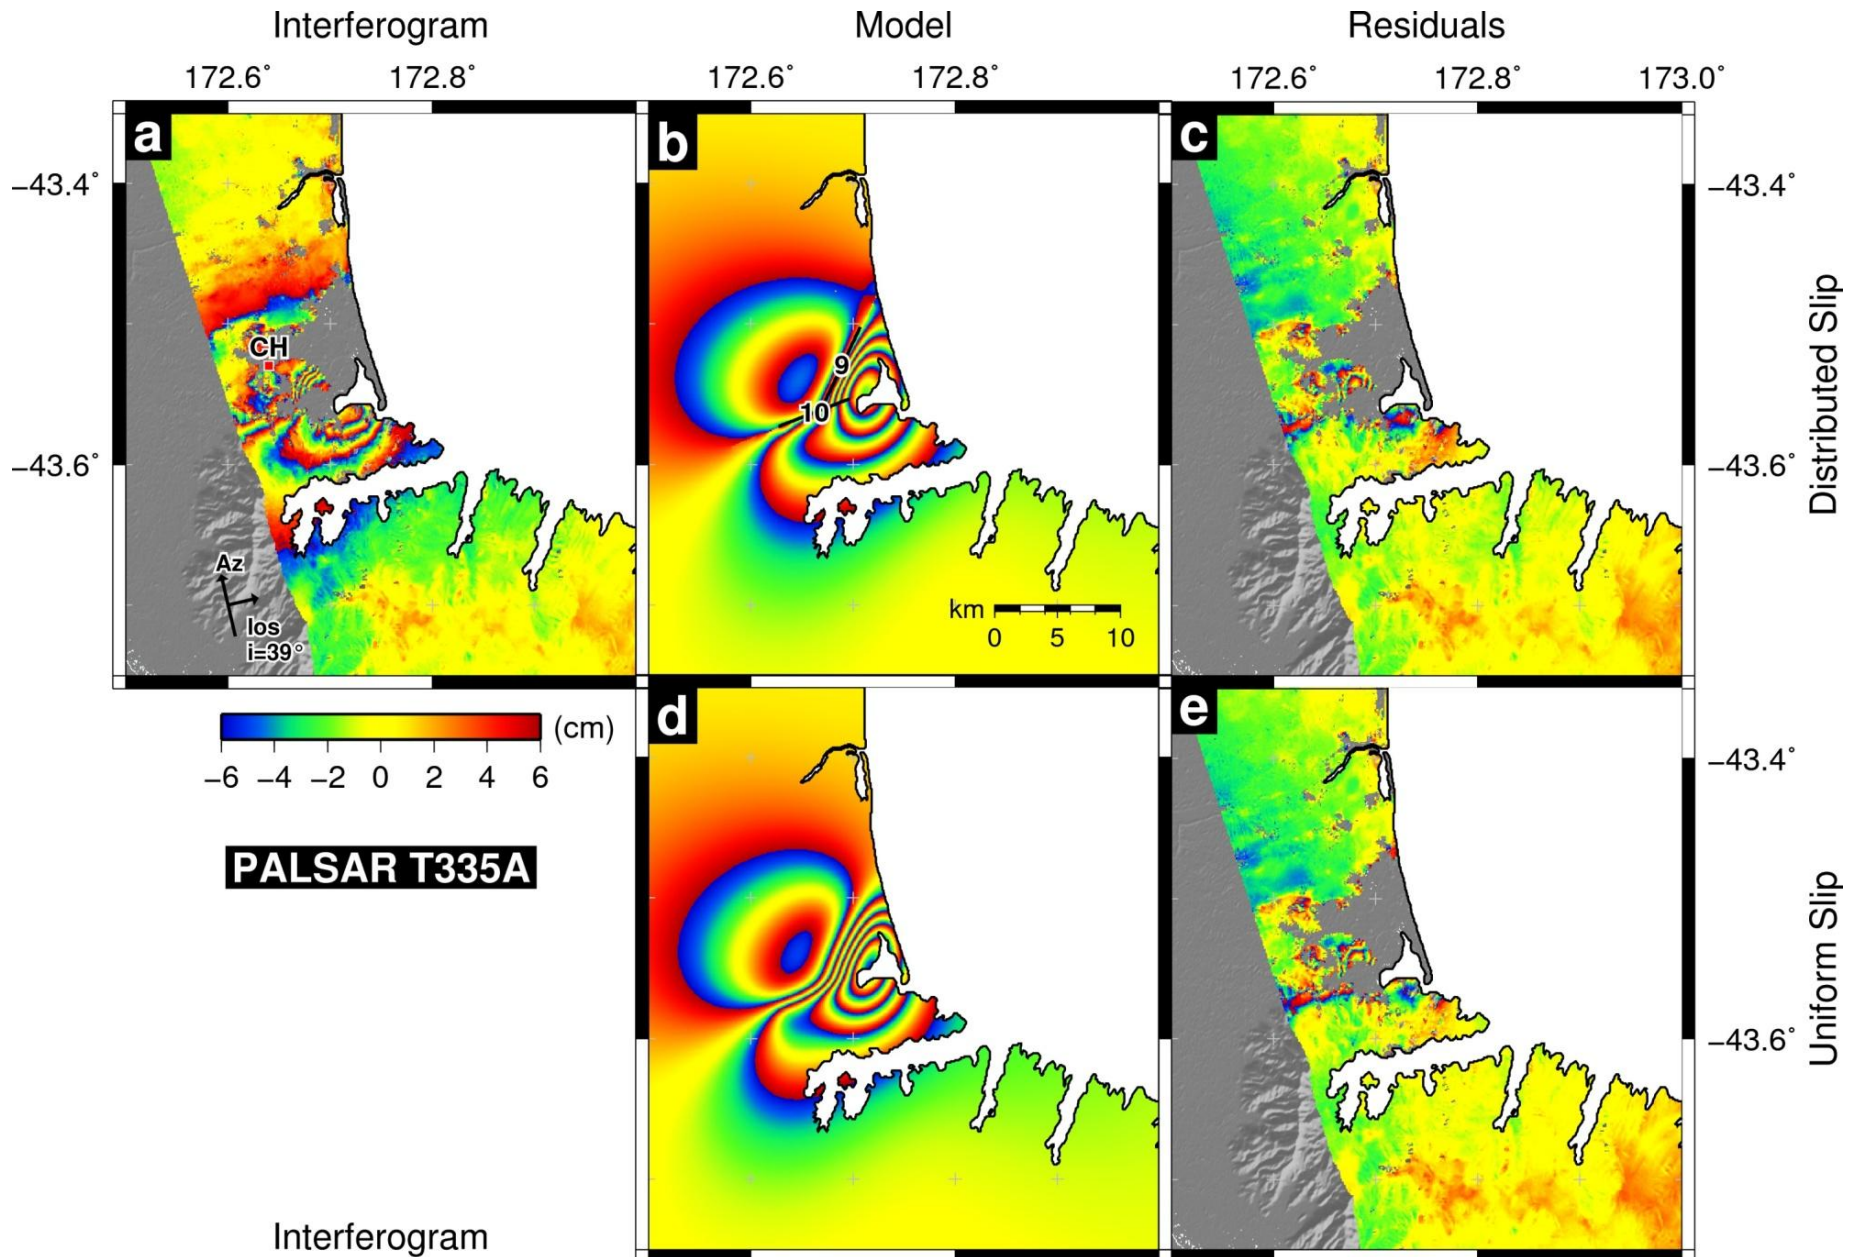 Interferogram Model Residuals
172.6° 172.8° 172.6° 172.8° 172.6° 172.8° 173.0°
a b c
−43.4° −43.4°
CH
9
10
−43.6° −43.6°
Distributed Slip
Az
los
i=39°
km
0 5 10
d e
(cm)
−6 −4 −2 0 2 4 6
−43.4°
PALSAR T335A
−43.6°
Uniform Slip
Interferogram